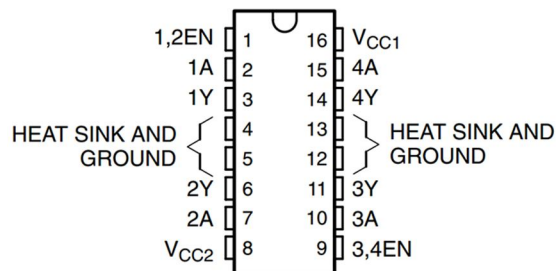 1,2EN 1 16 VCC1
1A 2 15 4A
1Y 3 14 4Y
HEAT SINK AND 4 13 HEAT SINK AND
GROUND 5 12 GROUND
2Y 6 11 3Y
2A 7 10 3A
VCC2 8 9 3,4EN